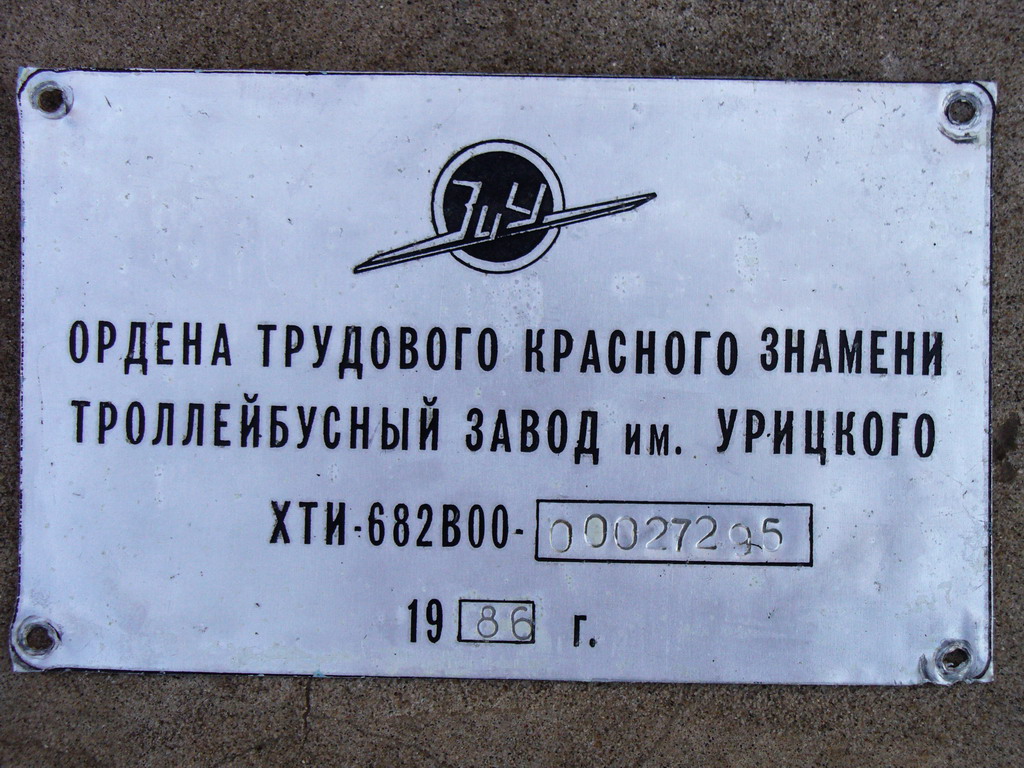 ЗиУ
ОРДЕНА ТРУДОВОГО КРАСНОГО ЗНАМЕНИ
ТРОЛЛЕЙБУСНЫЙ ЗАВОД им. УРИЦКОГО
ХТИ-682В00-00027295
1986 г.